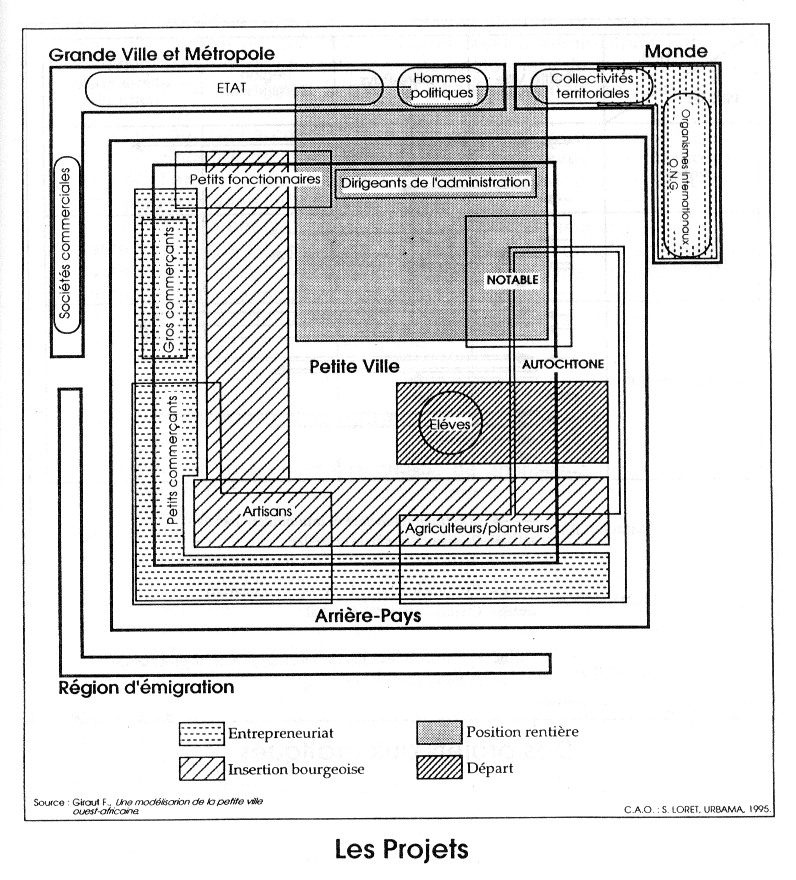 Grande Ville et Métropole
Monde
ETAT
Hommes
politiques
Collectivités
territoriales
Organismes internationaux
O.N.G
Sociétés commerciales
Petits fonctionnaires
Dirigeants de l'administration
Gros commerçants
NOTABLE
Petite Ville
AUTOCHTONE
Petits commerçants
Eléves
Artisans
Agriculteurs/planteurs
Arrière-Pays
Région d'émigration
Entrepreneuriat
Position rentière
Insertion bourgeoise
Départ
Source : Giraut F., Une modélisarion de la petite ville
ouest-africaine.
C.A.O. : S. LORET, URBAMA, 1995.
Les Projets